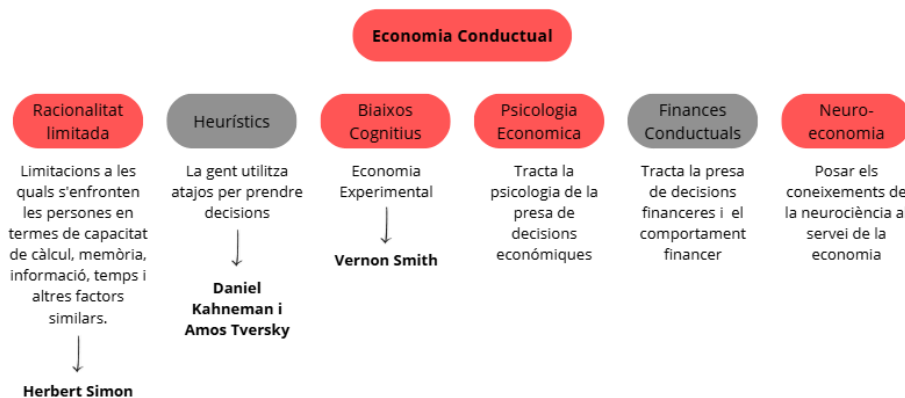 Economia Conductual
Racionalitat
limitada
Limitacions a les
quals s'enfronten
les persones en
termes de capacitat
de càlcul, memòria,
informació, temps i
altres factors
similars.
Herbert Simon
Heurístics
La gent utilitza
atajos per prendre
decisions
Daniel
Kahneman i
Amos Tversky
Biaixos
Cognitius
Economia
Experimental
Vernon Smith
Psicologia
Economica
Tracta la
psicologia de la
presa de
decisions
económiques
Finances
Conductuals
Tracta la presa
de decisions
financeres i el
comportament
financer
Neuro-
economia
Posar els
coneixements de
la neurociència a
servei de la
economia